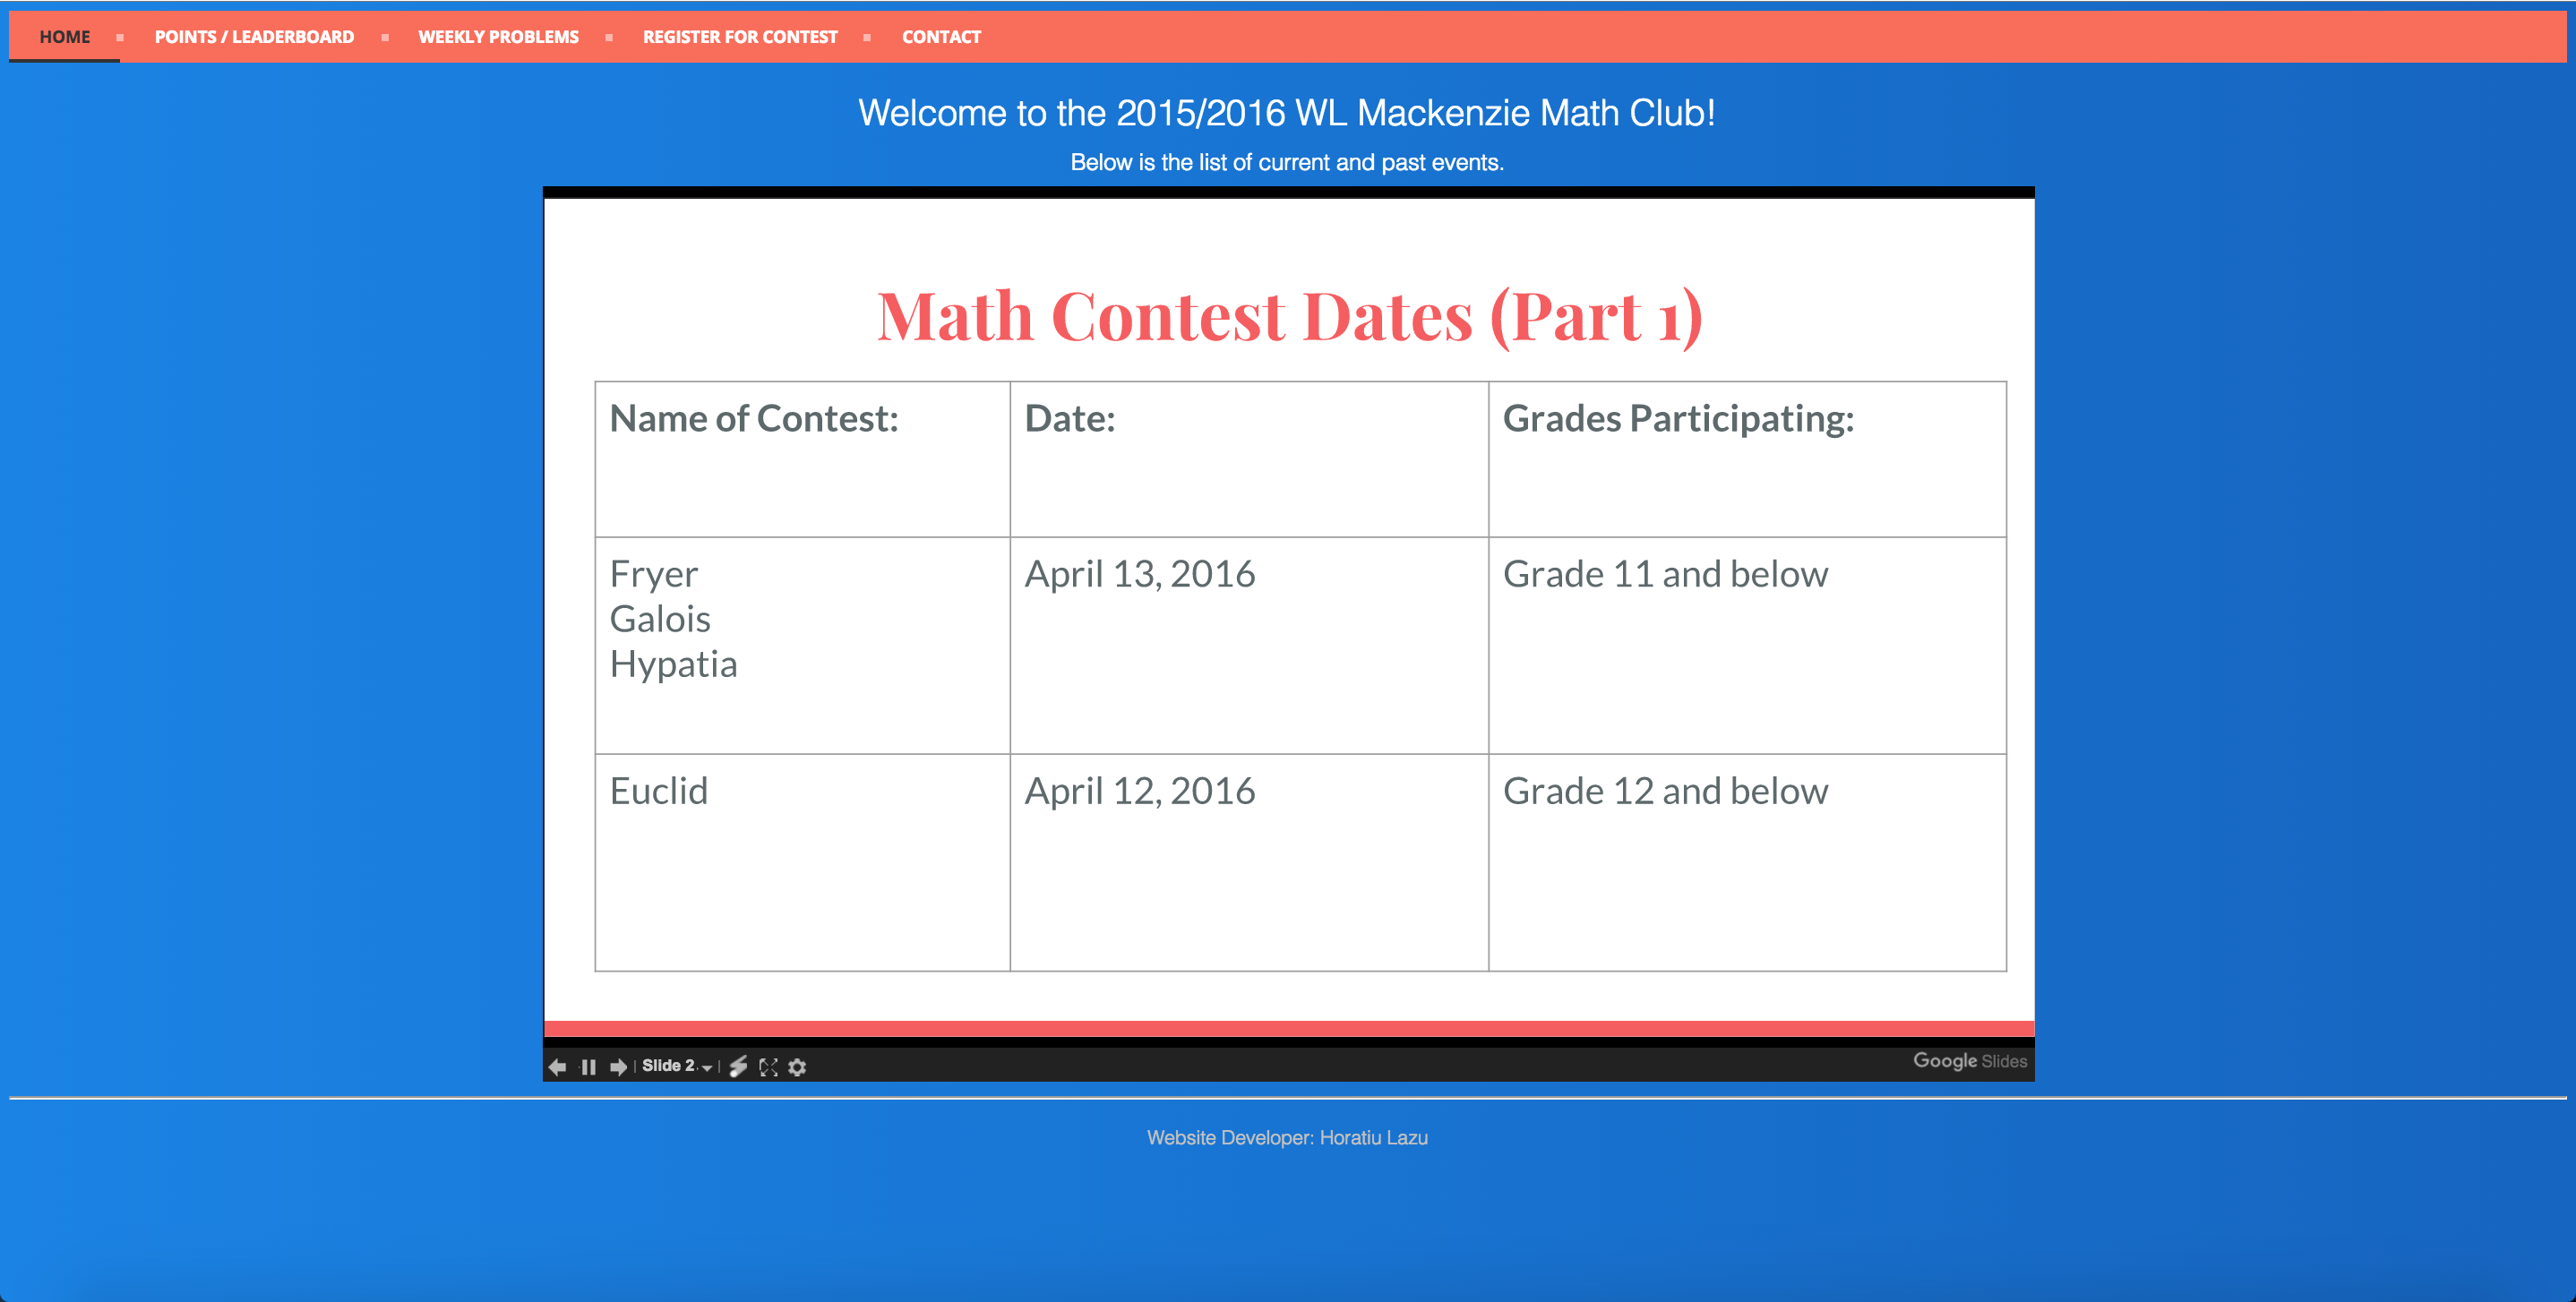 HOME POINTS / LEADERBOARD WEEKLY PROBLEMS REGISTER FOR CONTEST CONTACT
Welcome to the 2015/2016 WL Mackenzie Math Club!
Below is the list of current and past events.
Math Contest Dates (Part 1)
Name of Contest: Date: Grades Participating:
Fryer April 13, 2016 Grade 11 and below
Galois
Hypatia
Euclid April 12, 2016 Grade 12 and below
Slide 2 Google Slides
Website Developer: Horatiu Lazu